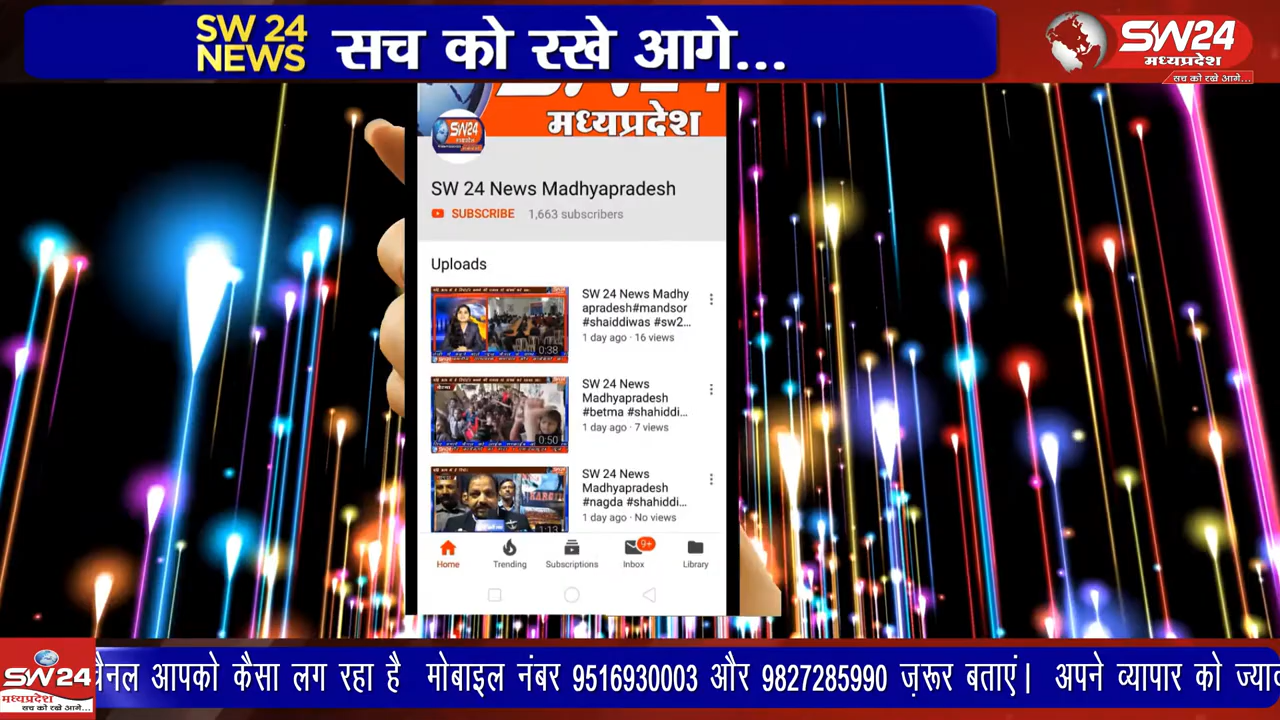 SW 24
NEWS
सच को रखे आगे...
SW24
मध्यप्रदेश
सच को रखे आगे...
मध्यप्रदेश
SW24
SW 24 News Madhyapradesh
SUBSCRIBE 1,663 subscribers
Uploads
SW 24 News Madhy
apradesh#mandsor
#shaiddiwas #sw2...
1 day ago · 16 views
0:38
SW 24 News
Madhyapradesh
#betma #shahiddi...
1 day ago · 7 views
0:50
SW 24 News
Madhyapradesh
#nagda #shahiddi...
1 day ago · No views
1:13
9+
Home Trending Subscriptions Inbox Library
SW24
मध्यप्रदेश
सच को रखे आगे...
चैनल आपको कैसा लग रहा है मोबाइल नंबर 9516930003 और 9827285990 ज़रूर बताएं। अपने व्यापार को